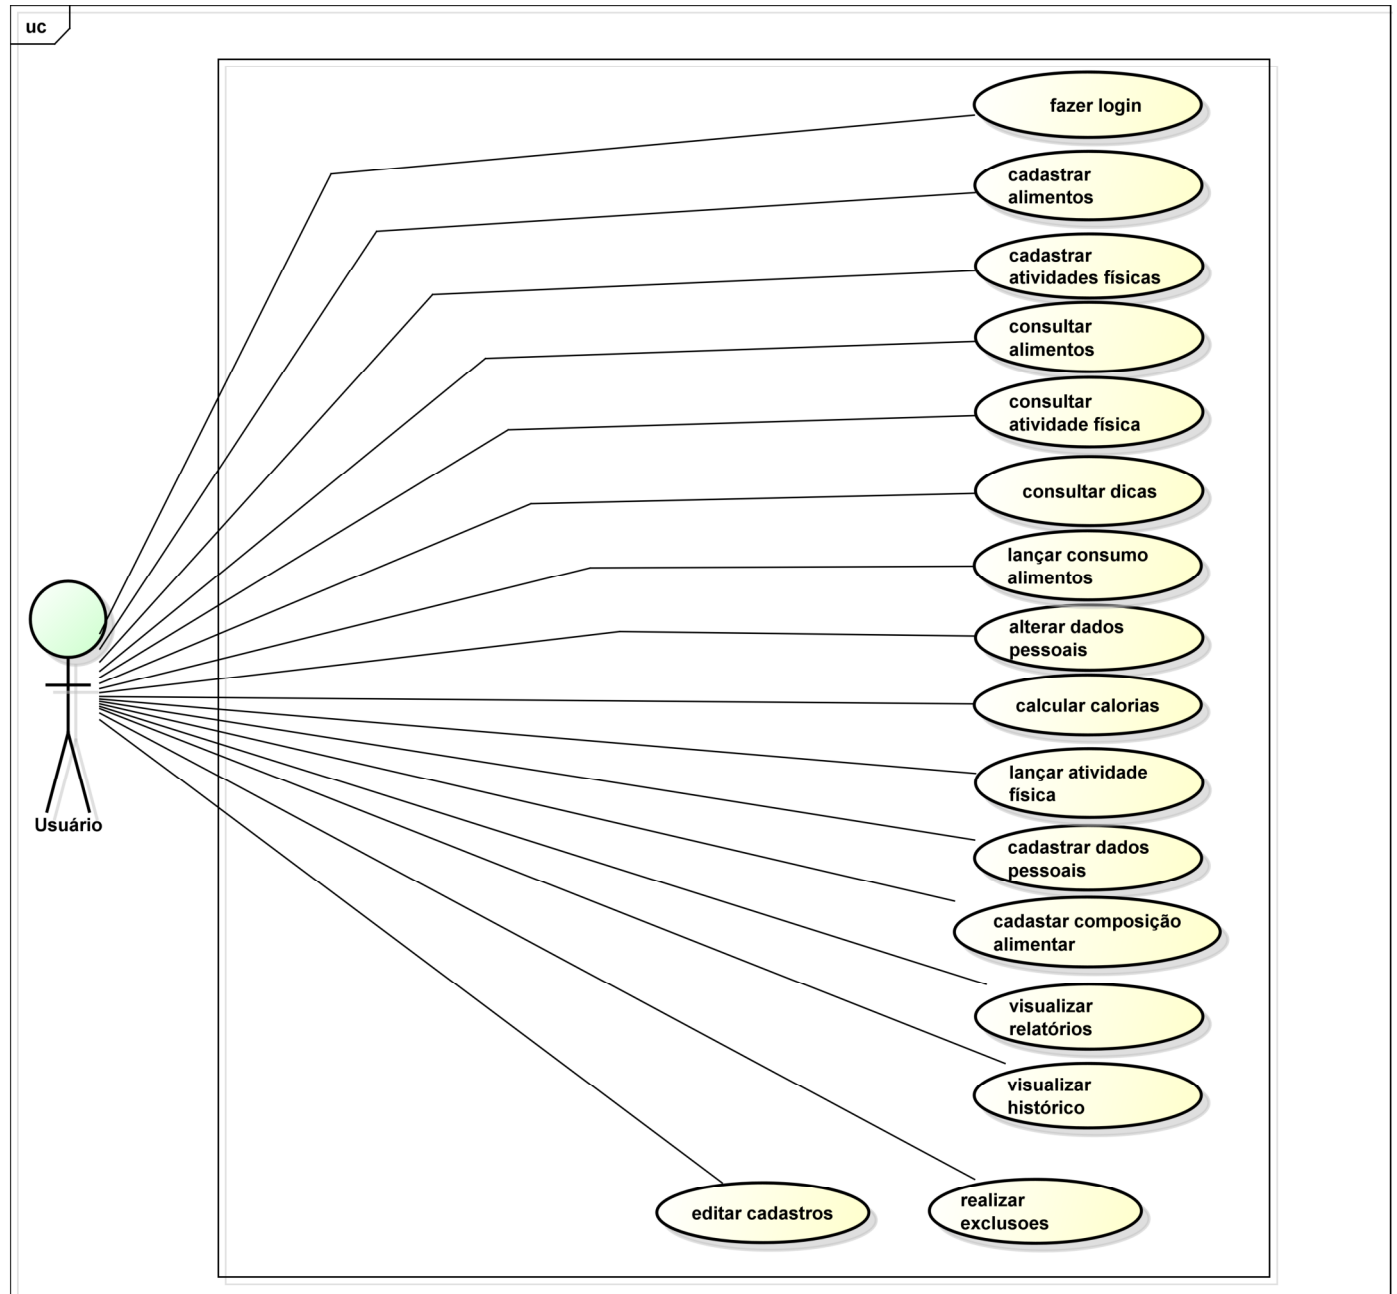 uc
fazer login
cadastrar
alimentos
cadastrar
atividades físicas
consultar
alimentos
consultar
atividade física
consultar dicas
lançar consumo
alimentos
alterar dados
pessoais
calcular calorias
lançar atividade
física
Usuário
cadastrar dados
pessoais
cadastar composição
alimentar
visualizar
relatórios
visualizar
histórico
editar cadastros
realizar
exclusoes